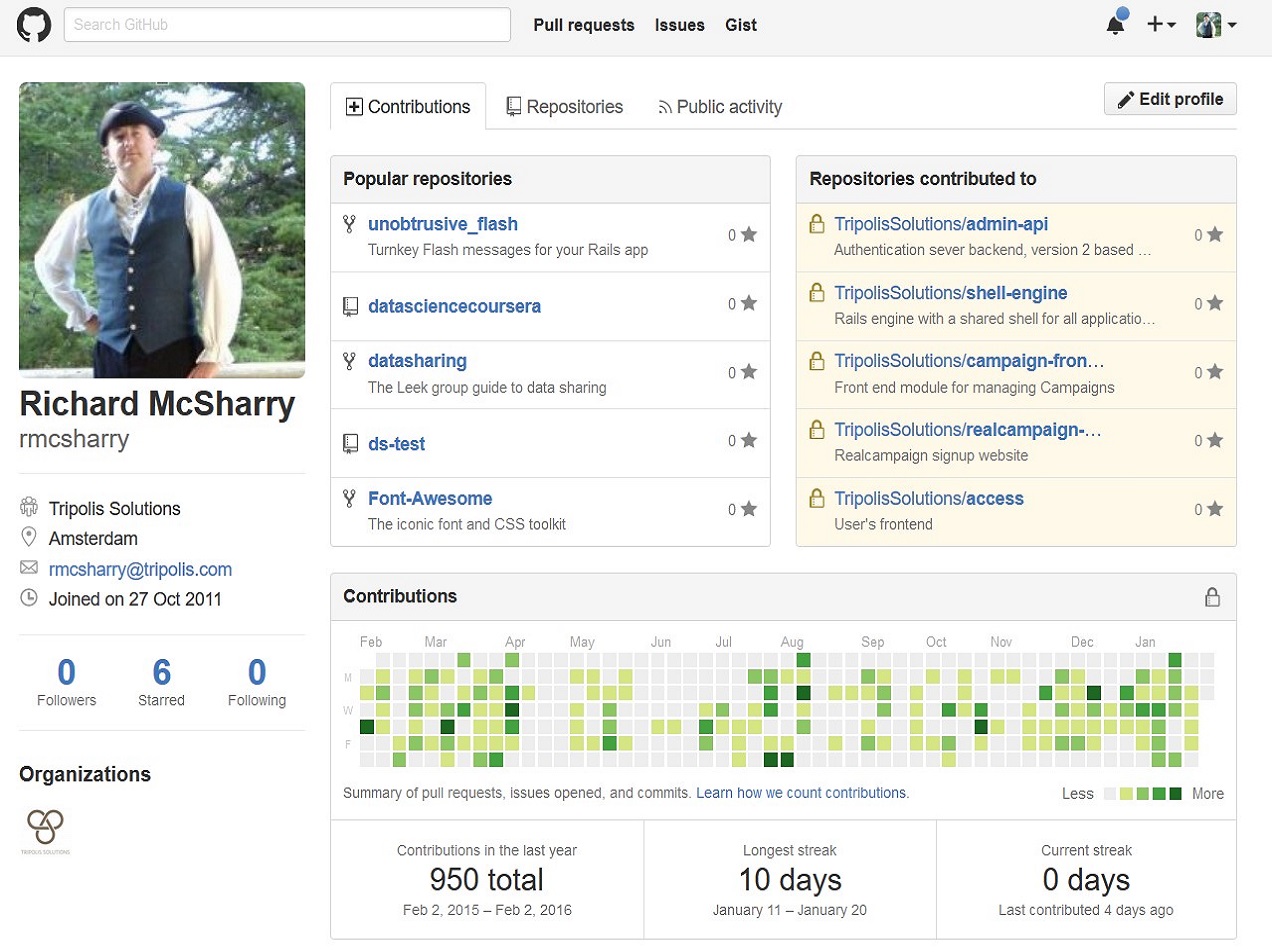 Search GitHub
Pull requests Issues Gist
Contributions Repositories Public activity
Edit profile
Richard McSharry
rmcsharry
Tripolis Solutions
Amsterdam
rmcsharry@tripolis.com
Joined on 27 Oct 2011
0 6 0
Followers Starred Following
Organizations
TRIPOLIS SOLUTIONS
Popular repositories
unobtrusive_flash
0
Turnkey Flash messages for your Rails app
datasciencecoursera
0
datasharing
0
The Leek group guide to data sharing
ds-test
0
Font-Awesome
0
The iconic font and CSS toolkit
Repositories contributed to
TripolisSolutions/admin-api
0
Authentication sever backend, version 2 based …
TripolisSolutions/shell-engine
0
Rails engine with a shared shell for all applicatio…
TripolisSolutions/campaign-fron…
0
Front end module for managing Campaigns
TripolisSolutions/realcampaign-…
0
Realcampaign signup website
TripolisSolutions/access
0
User's frontend
Contributions
Feb Mar Apr May Jun Jul Aug Sep Oct Nov Dec Jan
M
W
F
Summary of pull requests, issues opened, and commits. Learn how we count contributions.
Less More
Contributions in the last year
950 total
Feb 2, 2015 – Feb 2, 2016
Longest streak
10 days
January 11 – January 20
Current streak
0 days
Last contributed 4 days ago